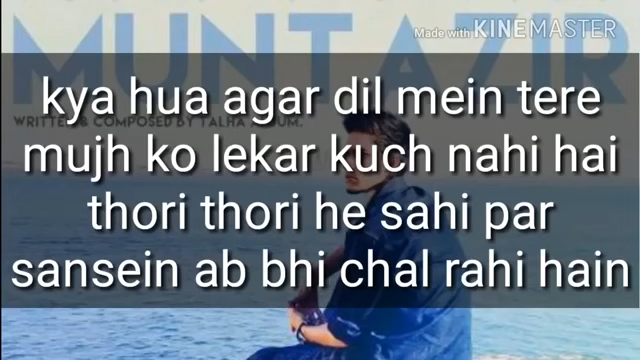 Made with KINEMASTER
MUNTAZIR
WRITTEN & COMPOSED BY TALHA
kya hua agar dil mein tere
mujh ko lekar kuch nahi hai
thori thori he sahi par
sansein ab bhi chal rahi hain